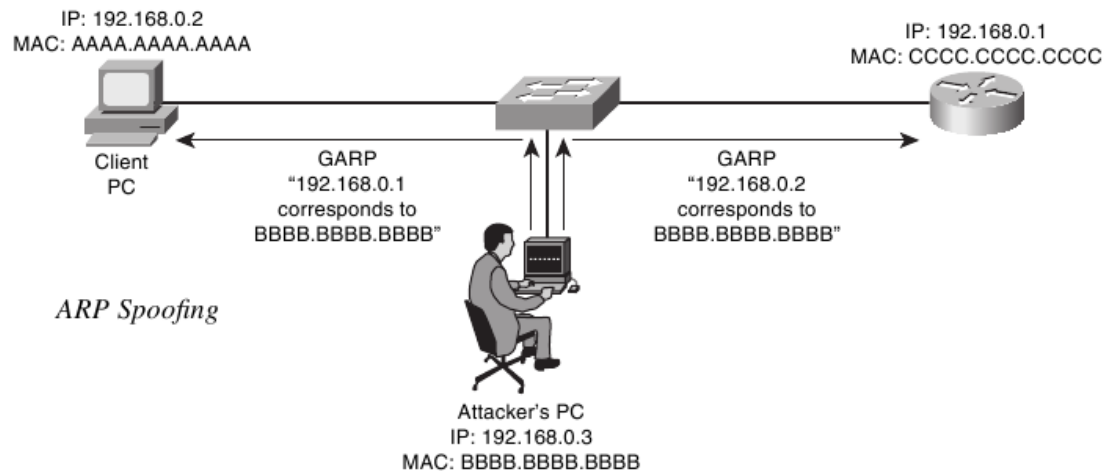 IP: 192.168.0.2
MAC: AAAA.AAAA.AAAA
IP: 192.168.0.1
MAC: CCCC.CCCC.CCCC
Client
PC
GARP
“192.168.0.1
corresponds to
BBBB.BBBB.BBBB”
GARP
“192.168.0.2
corresponds to
BBBB.BBBB.BBBB”
ARP Spoofing
Attacker's PC
IP: 192.168.0.3
MAC: BBBB.BBBB.BBBB